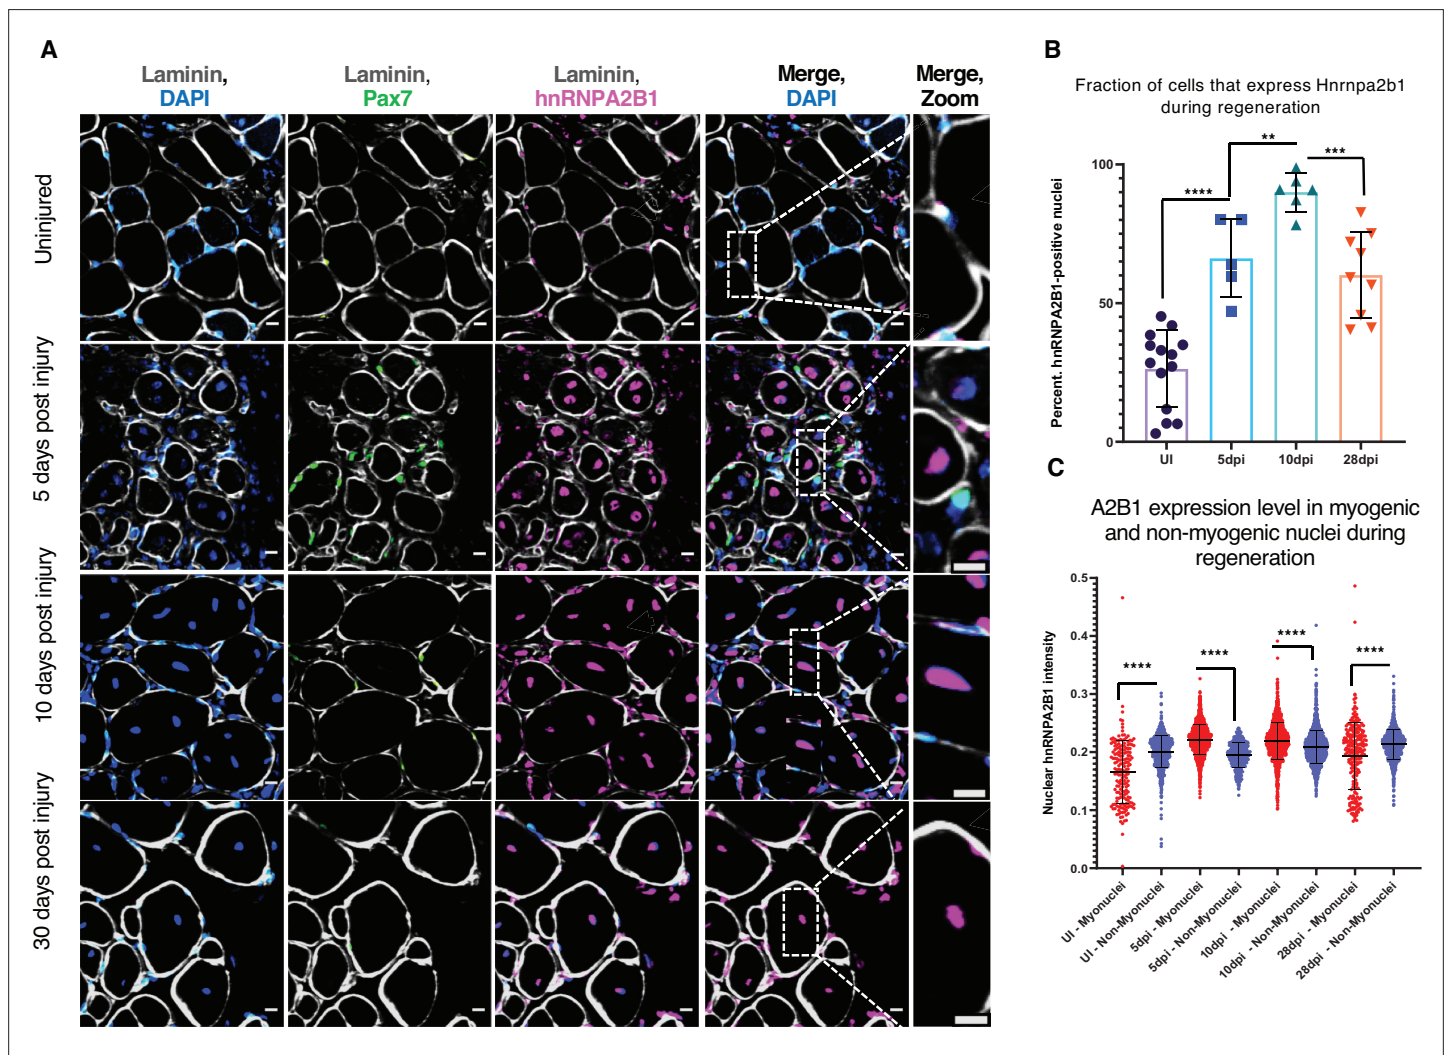 A
Laminin,
DAPI
Laminin,
Pax7
Laminin,
hnRNPA2B1
Merge,
DAPI
Merge,
Zoom
Uninjured
5 days post injury
10 days post injury
30 days post injury
B
Fraction of cells that express Hnrnpa2b1
during regeneration
Percent. hnRNPA2B1-positive nuclei
100
50
0
****
**
***
UI
5dpi
10dpi
28dpi
C
A2B1 expression level in myogenic
and non-myogenic nuclei during
regeneration
Nuclear hnRNPA2B1 intensity
0.5
0.4
0.3
0.2
0.1
0.0
****
****
****
****
UI - Myonuclei
UI - Non-Myonuclei
5dpi - Myonuclei
5dpi - Non-Myonuclei
10dpi - Myonuclei
10dpi - Non-Myonuclei
28dpi - Myonuclei
28dpi - Non-Myonuclei